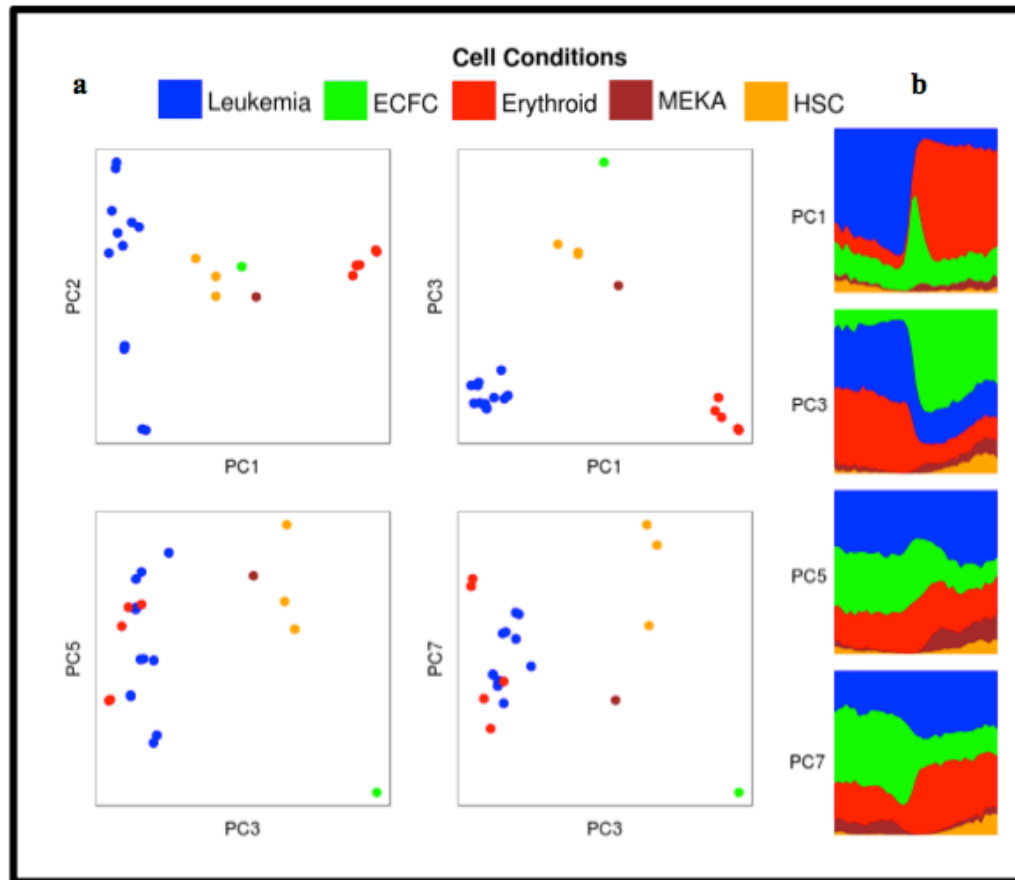 Cell Conditions
a
b
Leukemia ECFC Erythroid MEKA HSC
PC2
PC1
PC3
PC1
PC1
PC3
PC5
PC3
PC7
PC3
PC5
PC7